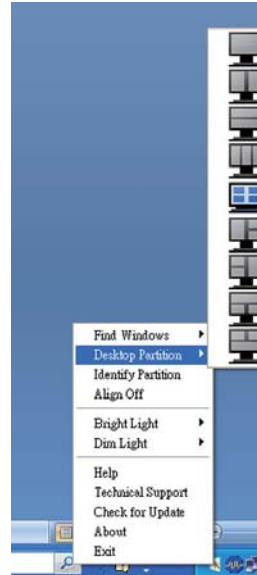 Find Windows
Desktop Partition
Identify Partition
Align Off
Bright Light
Dim Light
Help
Technical Support
Check for Update
About
Exit